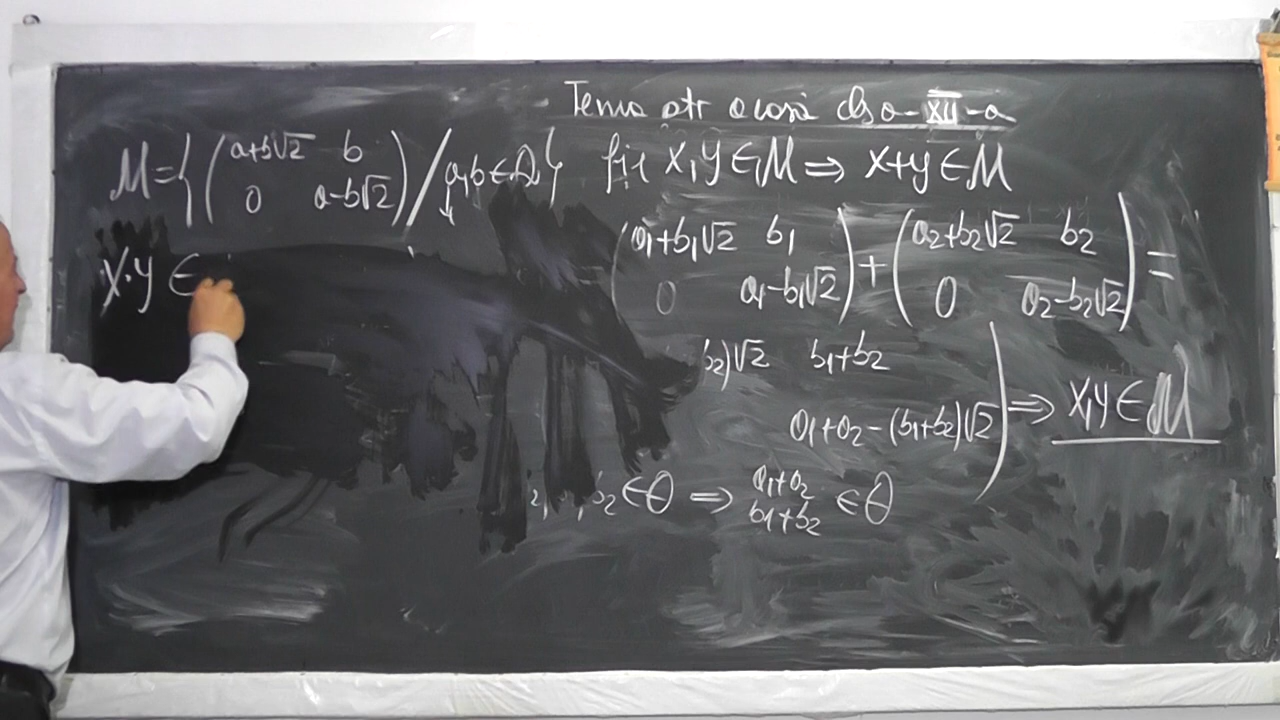 Tema ptr acasă clsa-XII-a
M={(a+b√2 b
0 a-b√2)/a,b∈Q}
fie X,Y∈M⇒X+Y∈M
(a1+b1√2 b1
0 a1-b1√2)+(a2+b2√2 b2
0 a2-b2√2)=
b2)√2 b1+b2
a1+a2-(b1+b2)√2)⇒X,Y∈M
b2∈Q⇒a1+a2
b1+b2∈Q
X·Y∈